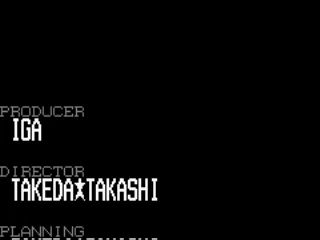 PRODUCER
IGA
DIRECTOR
TAKEDA★TAKASHI
PLANNING